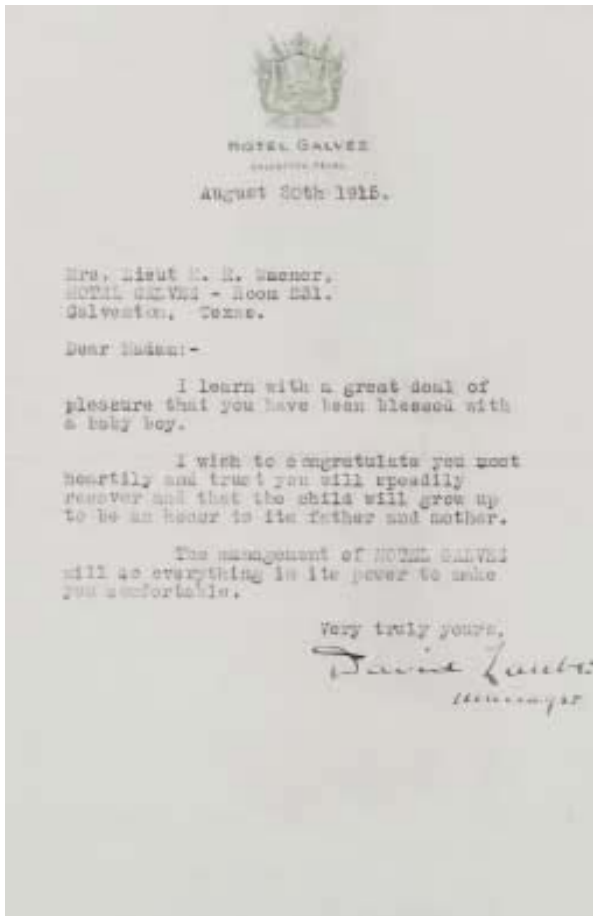 HOTEL GALVEZ
GALVESTON, TEXAS
August 20th 1915.
Mrs. Lieut
HOTEL GALVEZ - Room 231.
Galveston, Texas.
Dear Madam:-
I learn with a great deal of
pleasure that you have been blessed with
a baby boy.
I wish to congratulate you most
heartily and trust you will speedily
recover and that the child will grow up
to be an honor to its father and mother.
The management of HOTEL GALVEZ
will do everything in its power to make
you comfortable.
Very truly yours,
David
Manager